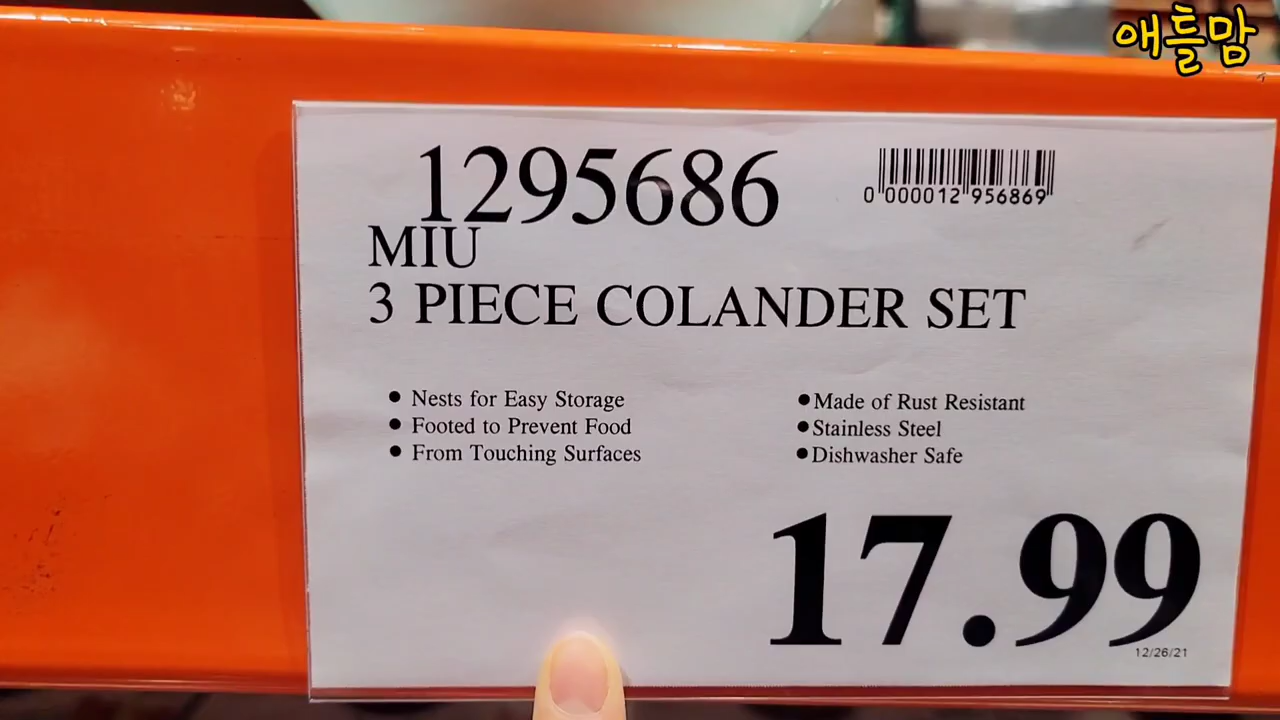 애틀맘
1295686
0 000012 956869
MIU
3 PIECE COLANDER SET
• Nests for Easy Storage
• Footed to Prevent Food
• From Touching Surfaces
• Made of Rust Resistant
• Stainless Steel
• Dishwasher Safe
17.99
12/26/21